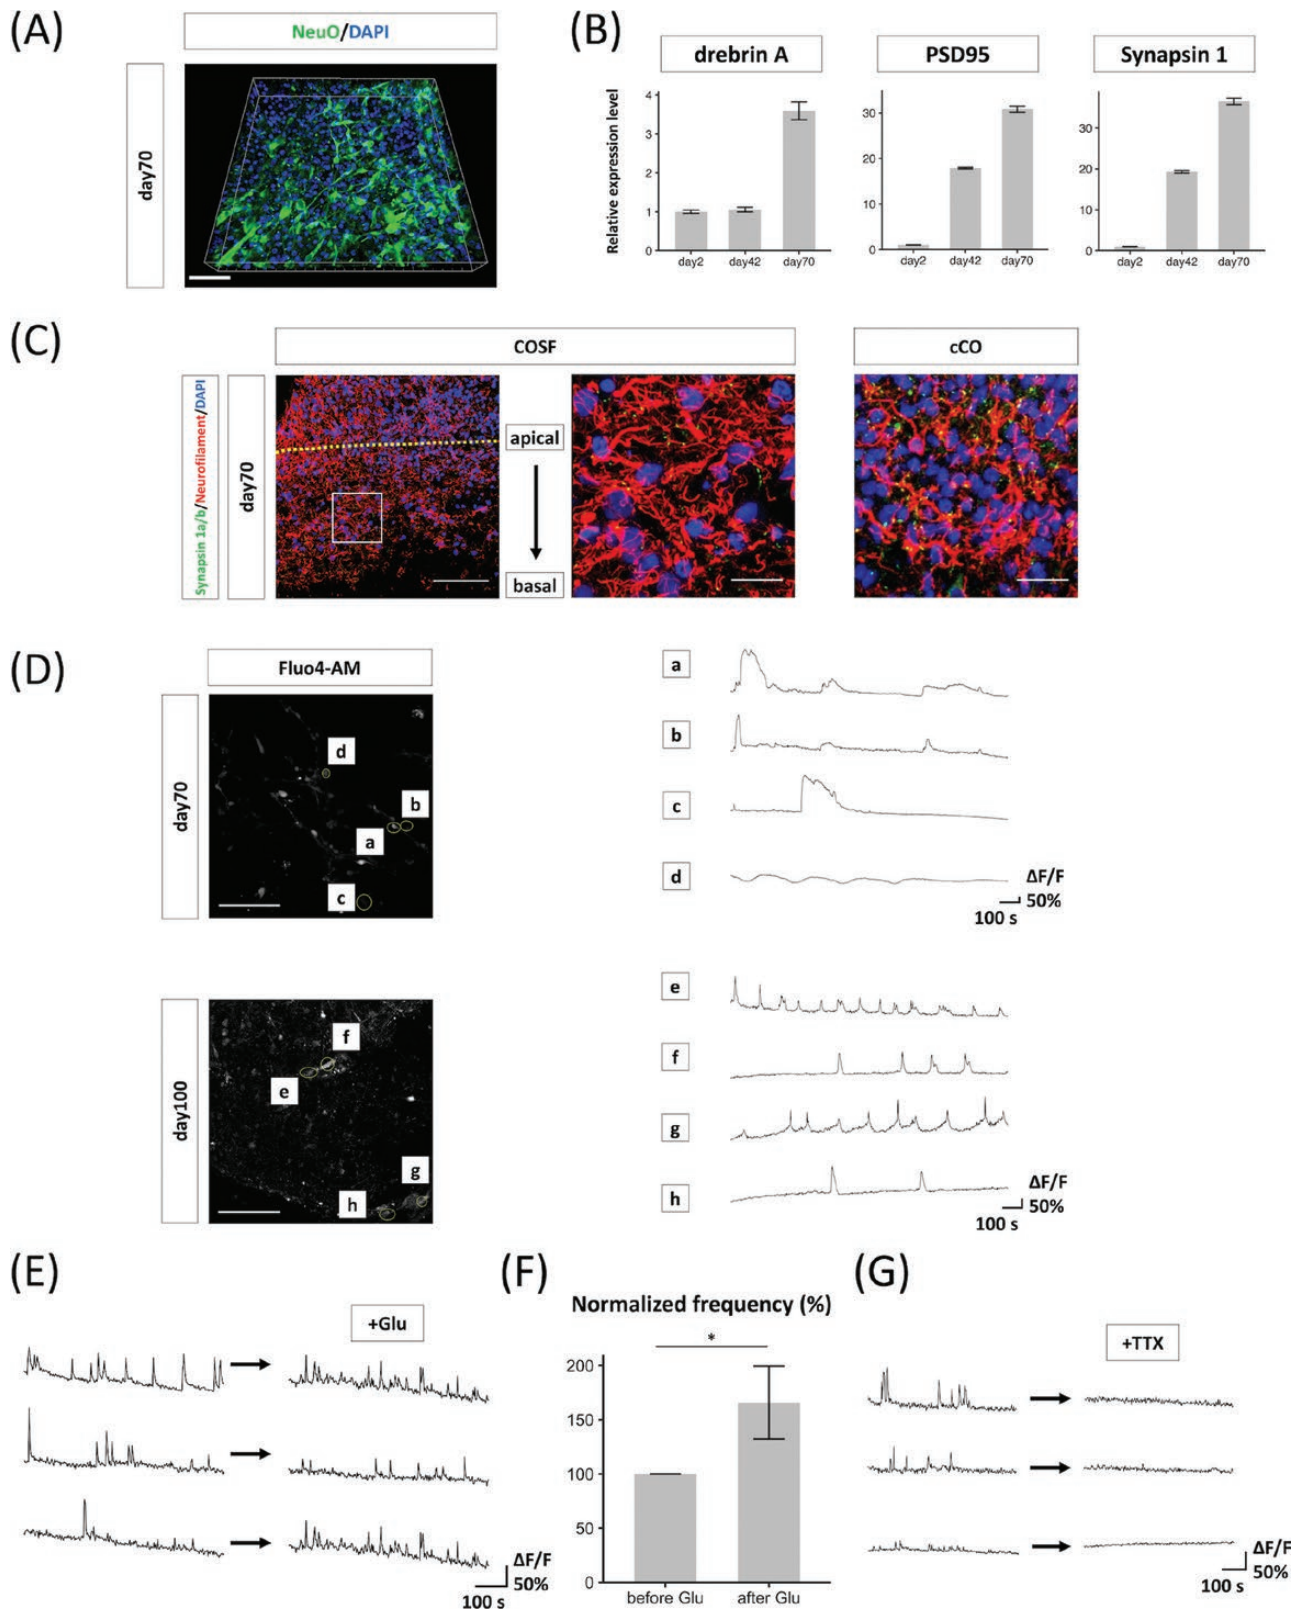 (A)
NeuO/DAPI
day70
(B)
drebrin A
PSD95
Synapsin 1
Relative expression level
4
3
2
1
0
day2 day42 day70
30
20
10
0
day2 day42 day70
30
20
10
0
day2 day42 day70
(C)
COSF
cCO
Synapsin 1a/b/Neurofilament/DAPI
day70
apical
basal
(D)
Fluo4-AM
day70
d
b
a
c
a
b
c
d
ΔF/F
50%
100 s
day100
f
e
g
h
e
f
g
h
ΔF/F
50%
100 s
(E)
+Glu
ΔF/F
50%
100 s
(F)
Normalized frequency (%)
*
200
150
100
50
0
before Glu after Glu
(G)
+TTX
ΔF/F
50%
100 s